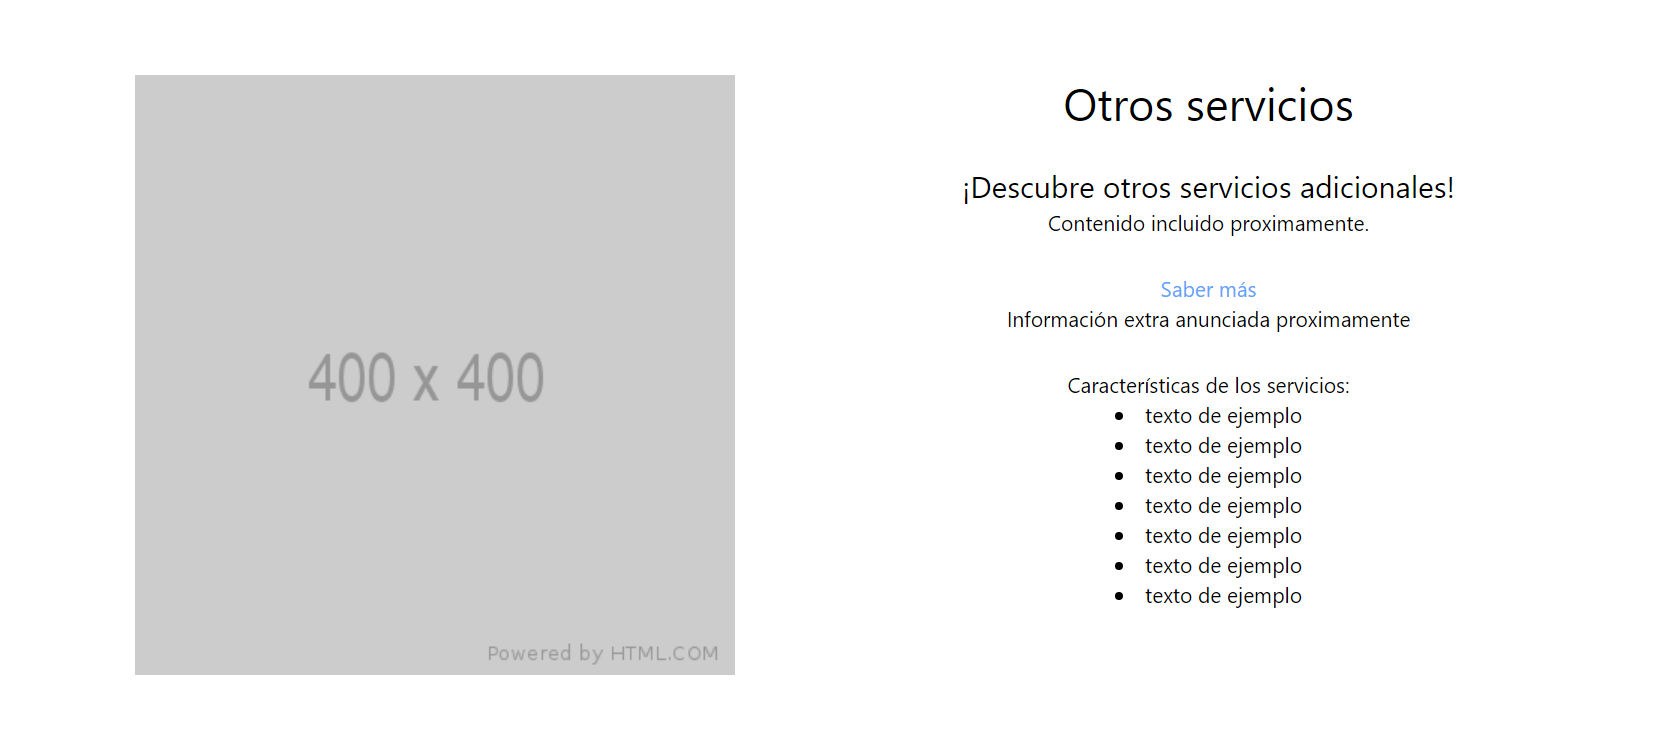 400 x 400
Powered by HTML.COM
Otros servicios
¡Descubre otros servicios adicionales!
Contenido incluido proximamente.
Saber más
Información extra anunciada proximamente
Características de los servicios:
• texto de ejemplo
• texto de ejemplo
• texto de ejemplo
• texto de ejemplo
• texto de ejemplo
• texto de ejemplo
• texto de ejemplo